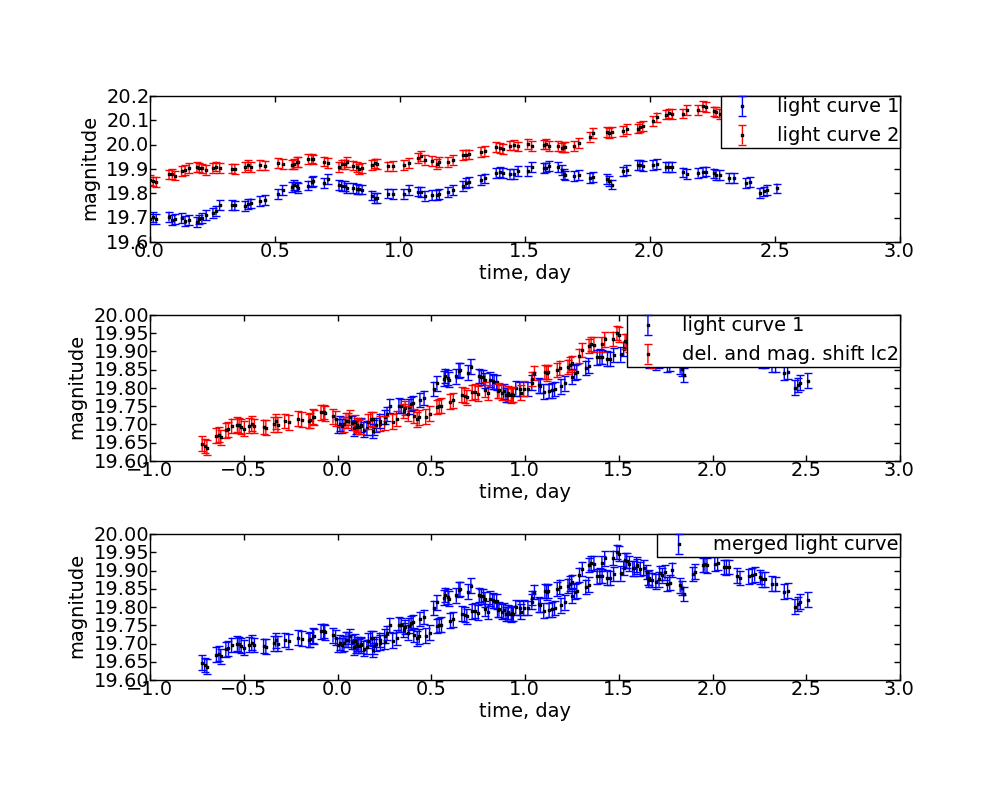 20.2
20.1
20.0
19.9
19.8
19.7
19.6
magnitude
light curve 1
light curve 2
0.0 0.5 1.0 1.5 2.0 2.5 3.0
time, day
20.00
19.95
19.90
19.85
19.80
19.75
19.70
19.65
19.60
magnitude
light curve 1
del. and mag. shift lc2
−1.0 −0.5 0.0 0.5 1.0 1.5 2.0 2.5 3.0
time, day
20.00
19.95
19.90
19.85
19.80
19.75
19.70
19.65
19.60
magnitude
merged light curve
−1.0 −0.5 0.0 0.5 1.0 1.5 2.0 2.5 3.0
time, day